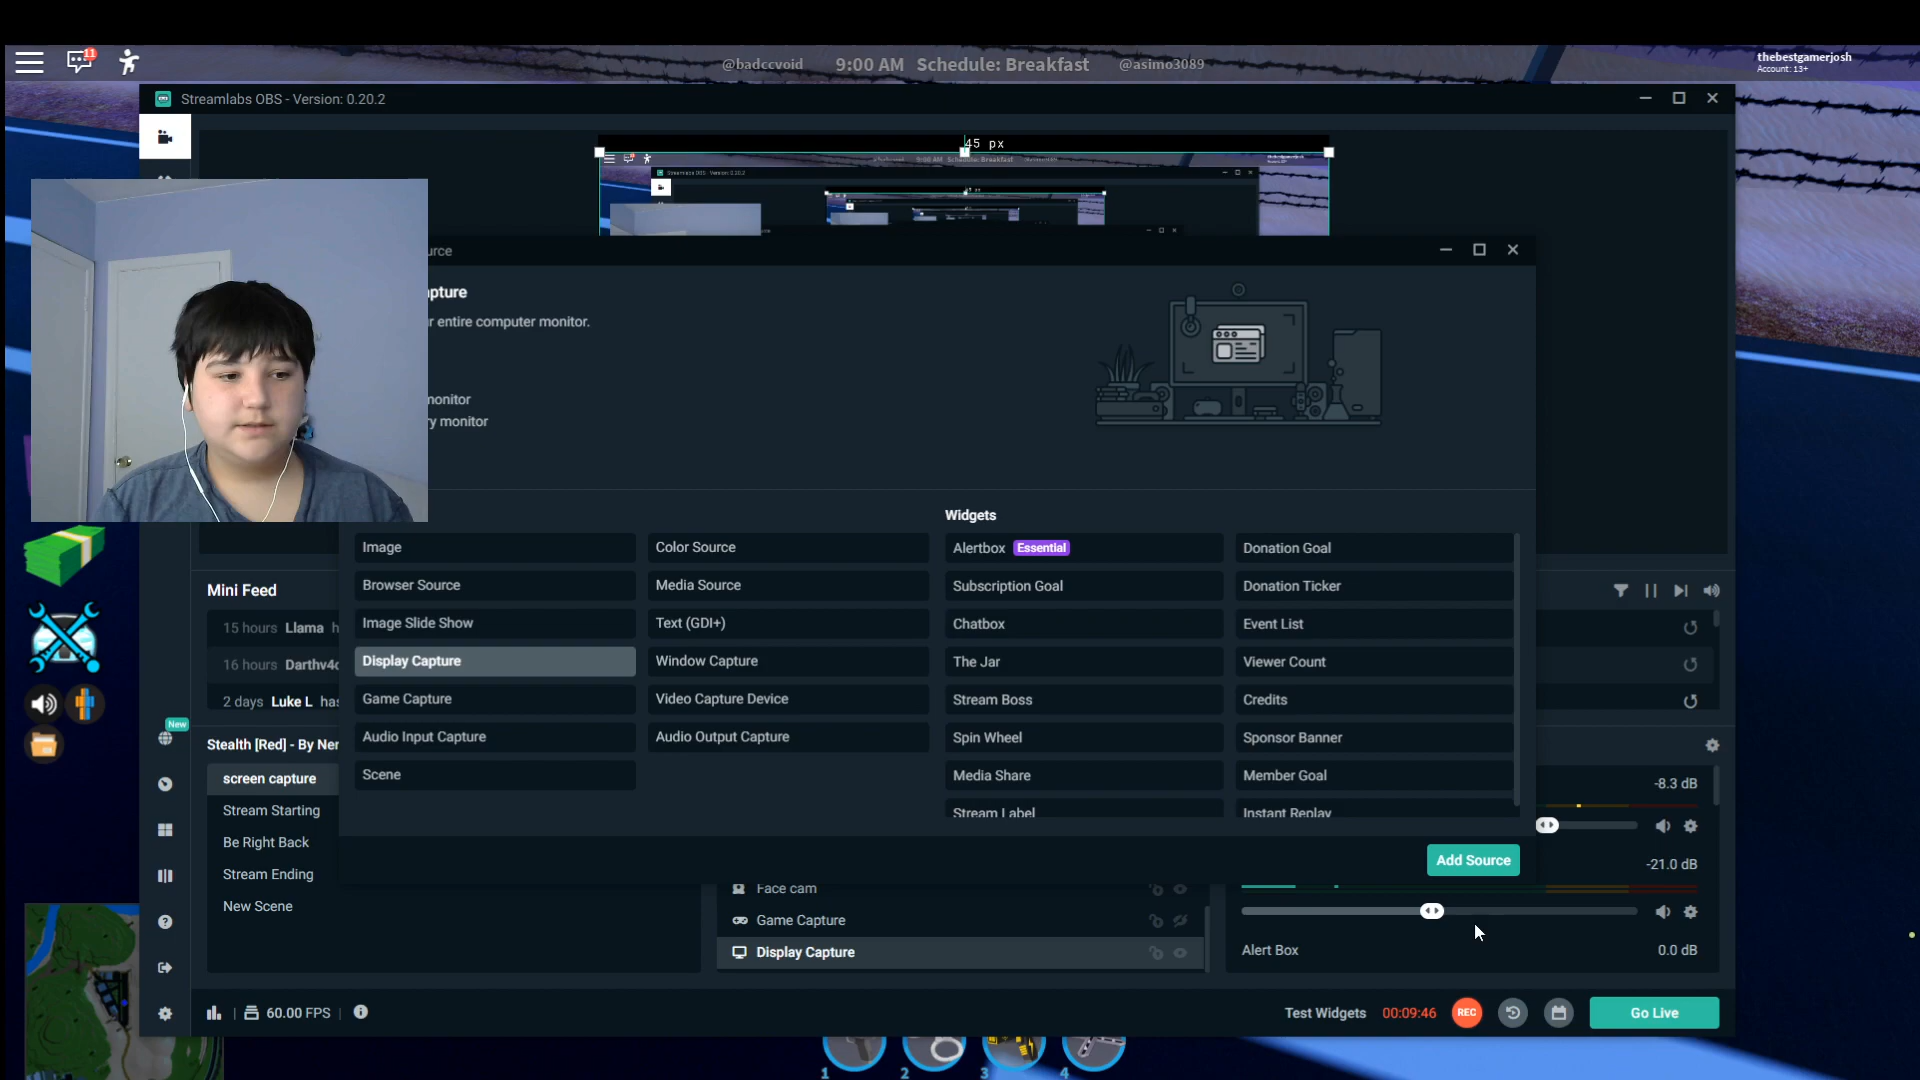 11
@badccvoid 9:00 AM Schedule: Breakfast @asimo3089
thebestgamerjosh
Account: 13+
Streamlabs OBS - Version: 0.20.2
45 px
urce
pture
r entire computer monitor.
monitor
ry monitor
Widgets
Image
Color Source
Alertbox Essential
Donation Goal
Browser Source
Media Source
Subscription Goal
Donation Ticker
Image Slide Show
Text (GDI+)
Chatbox
Event List
Display Capture
Window Capture
The Jar
Viewer Count
Game Capture
Video Capture Device
Stream Boss
Credits
Audio Input Capture
Audio Output Capture
Spin Wheel
Sponsor Banner
Scene
Media Share
Member Goal
Stream Label
Instant Replay
Add Source
Mini Feed
15 hours Llama h
16 hours Darthv4c
2 days Luke L has
New
Stealth [Red] - By Ner
screen capture
Stream Starting
Be Right Back
Stream Ending
New Scene
Face cam
Game Capture
Display Capture
-8.3 dB
-21.0 dB
Alert Box 0.0 dB
60.00 FPS
Test Widgets 00:09:46 REC Go Live
1 2 3 4